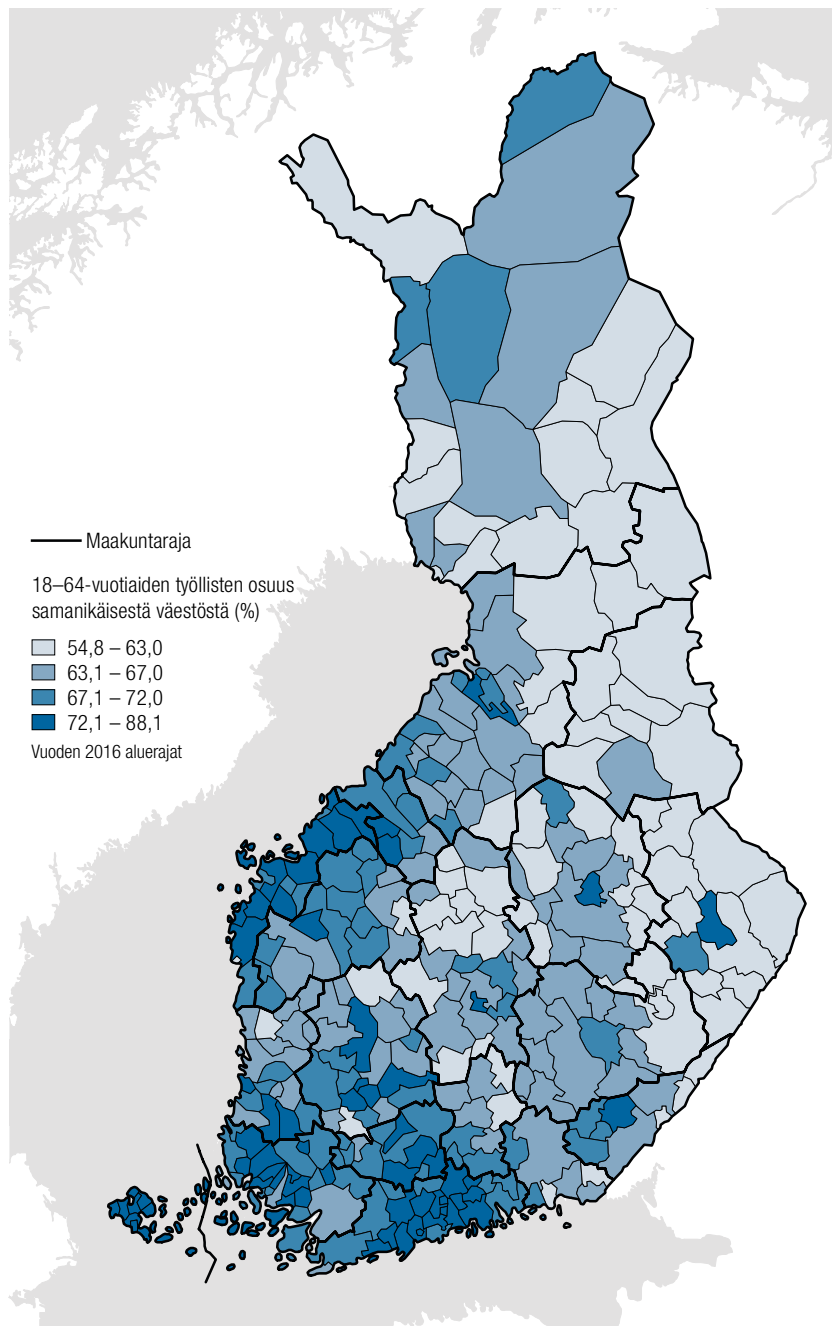 Maakuntaraja
18–64-vuotiaiden työllisten osuus
samanikäisestä väestöstä (%)
54,8 – 63,0
63,1 – 67,0
67,1 – 72,0
72,1 – 88,1
Vuoden 2016 aluerajat